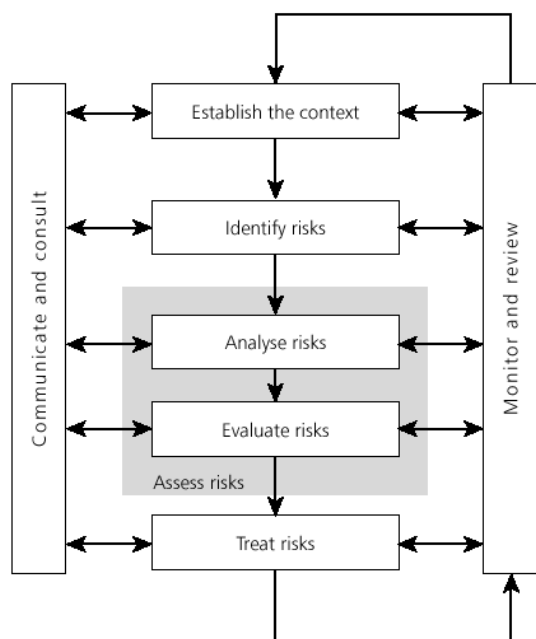 Establish the context
Communicate and consult
Identify risks
Monitor and review
Analyse risks
Evaluate risks
Assess risks
Treat risks